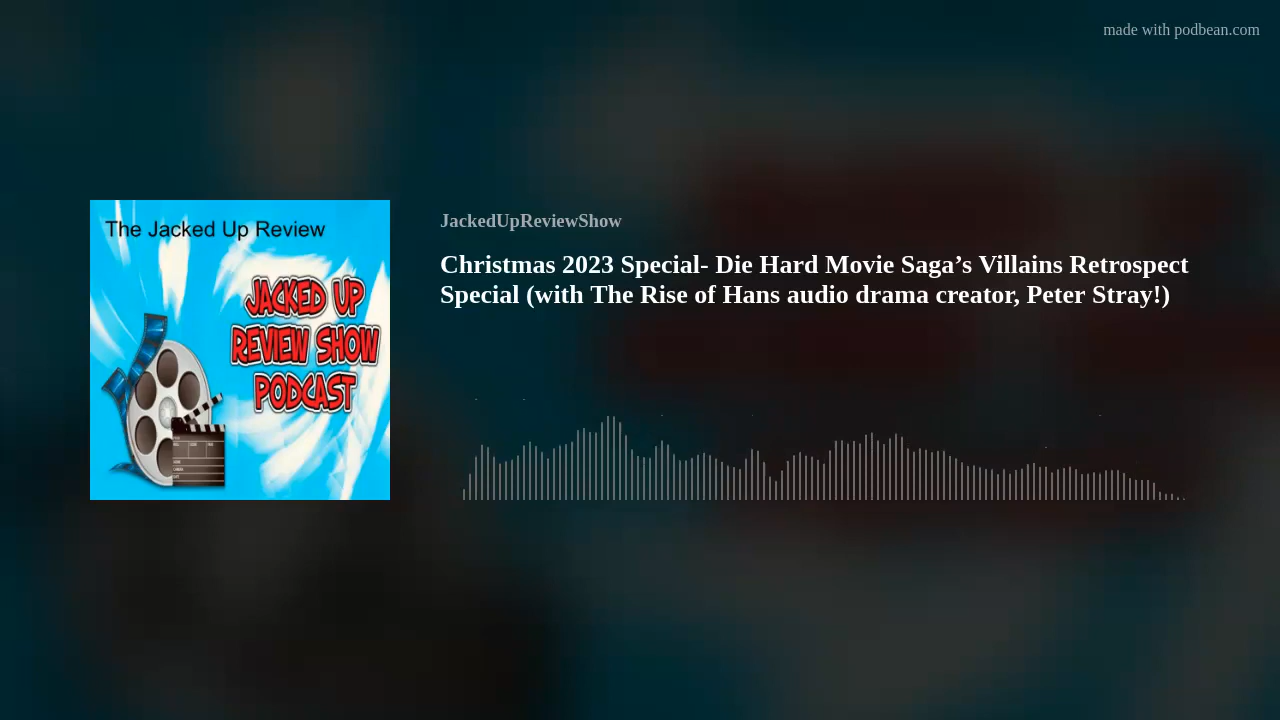 made with podbean.com
The Jacked Up Review
JACKED UP
REVIEW SHOW
PODCAST
JackedUpReviewShow
Christmas 2023 Special- Die Hard Movie Saga’s Villains Retrospect
Special (with The Rise of Hans audio drama creator, Peter Stray!)